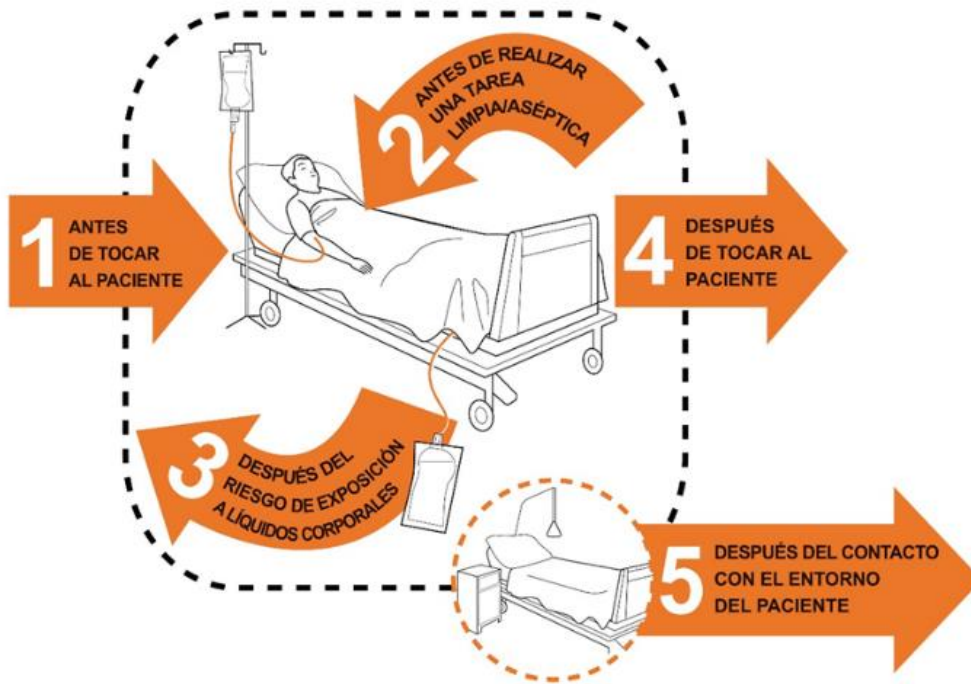 1
ANTES
DE TOCAR
AL PACIENTE
2
ANTES DE REALIZAR
UNA TAREA
LIMPIA/ASÉPTICA
3
DESPUÉS DEL
RIESGO DE EXPOSICIÓN
A LÍQUIDOS CORPORALES
4
DESPUÉS
DE TOCAR AL
PACIENTE
5
DESPUÉS DEL CONTACTO
CON EL ENTORNO
DEL PACIENTE